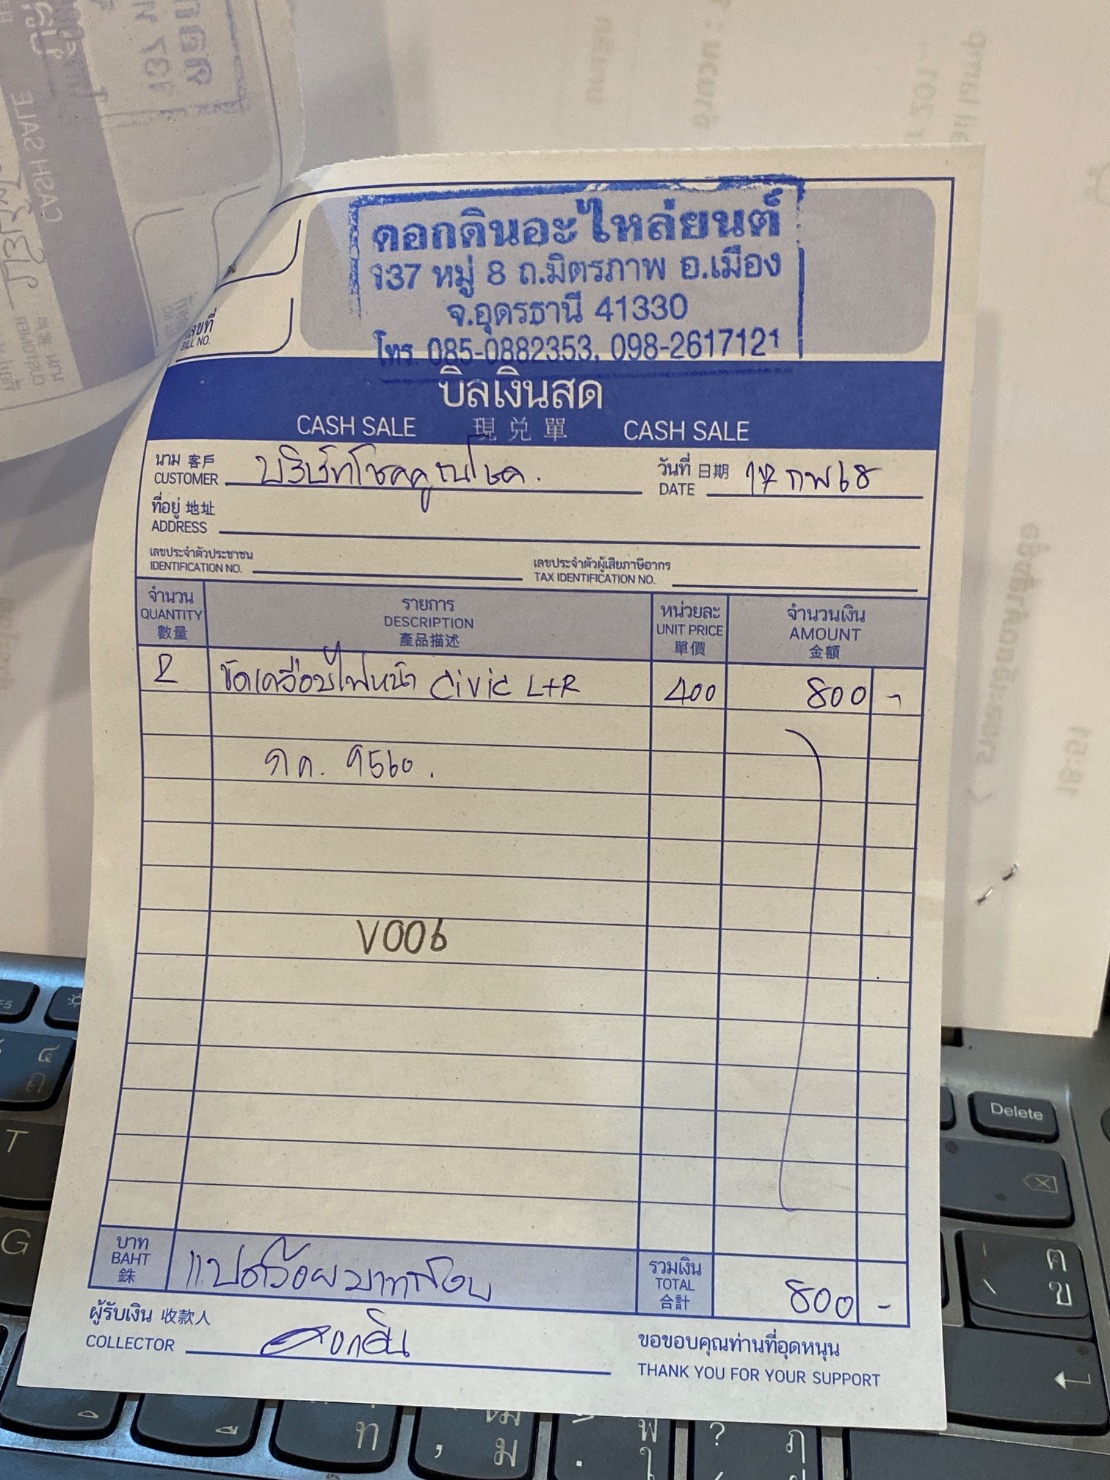 ดอกดินอะไหล่ยนต์
137 หมู่ 8 ถ.มิตรภาพ อ.เมือง
จ.อุดรธานี 41330
โทร. 085-0882353, 098-2617121
บิลเงินสด
CASH SALE 現兑單 CASH SALE
นาม 客戶 CUSTOMER บริษัทโชคคูณโชค. วันที่ 日期 DATE 17 กพ 68
ที่อยู่ 地址 ADDRESS
เลขประจำตัวประชาชน IDENTIFICATION NO. เลขประจำตัวผู้เสียภาษีอากร TAX IDENTIFICATION NO.
จำนวน QUANTITY 數量 รายการ DESCRIPTION 產品描述 หน่วยละ UNIT PRICE 單價 จำนวนเงิน AMOUNT 金額
2 ขัดเคลือบไฟหน้า Civic L+R 400 800 -
9560.
V006
บาท BAHT 銖 แปดร้อยบาทถ้วน รวมเงิน TOTAL 合計 800 -
ผู้รับเงิน 收款人 COLLECTOR ขอขอบคุณท่านที่อุดหนุน
THANK YOU FOR YOUR SUPPORT
Delete
T
G